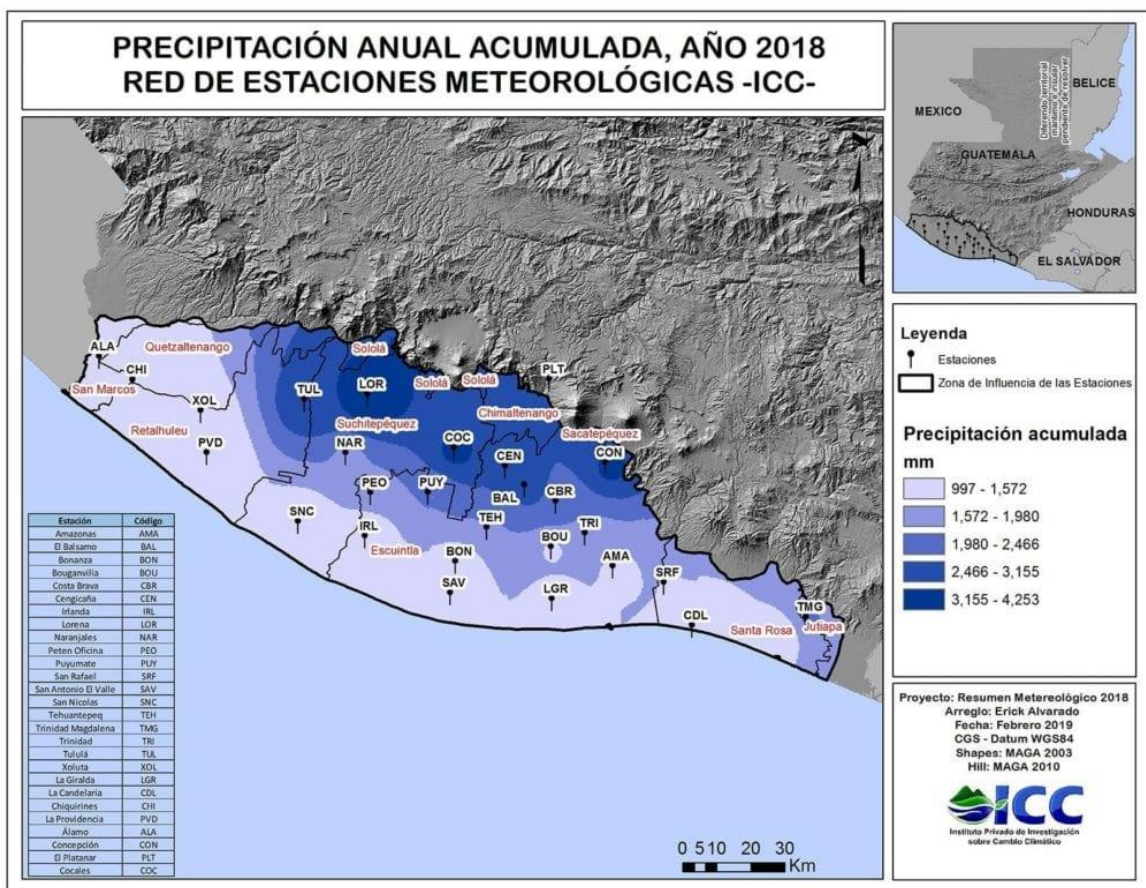 PRECIPITACIÓN ANUAL ACUMULADA, AÑO 2018
RED DE ESTACIONES METEOROLÓGICAS -ICC-
MEXICO
BELICE
Diferendo territorial
marítimo e insular
pendiente de resolver
GUATEMALA
HONDURAS
EL SALVADOR
ALA
Quetzaltenango
Sololá
CHI
San Marcos
XOL
TUL
LOR
Sololá
Sololá
PLT
Retalhuleu
Suchitepéquez
Chimaltenango
PVD
NAR
COC
Sacatepéquez
CEN
CON
PEO
PUY
BAL
CBR
SNC
IRL
TEH
TRI
Escuintla
BON
BOU
AMA
SRF
SAV
LGR
CDL
TMG
Santa Rosa
Jutiapa
Leyenda
Estaciones
Zona de Influencia de las Estaciones
Precipitación acumulada
mm
997 - 1,572
1,572 - 1,980
1,980 - 2,466
2,466 - 3,155
3,155 - 4,253
Estación Código
Amazonas AMA
El Balsamo BAL
Bonanza BON
Bouganvilia BOU
Costa Brava CBR
Cengicaña CEN
Irlanda IRL
Lorena LOR
Naranjales NAR
Peten Oficina PEO
Puyumate PUY
San Rafael SRF
San Antonio El Valle SAV
San Nicolas SNC
Tehuantepeq TEH
Trinidad Magdalena TMG
Trinidad TRI
Tululá TUL
Xoluta XOL
La Giralda LGR
La Candelaria CDL
Chiquirines CHI
La Providencia PVD
Álamo ALA
Concepción CON
El Platanar PLT
Cocales COC
0 5 10 20 30
Km
Proyecto: Resumen Metereológico 2018
Arreglo: Erick Alvarado
Fecha: Febrero 2019
CGS - Datum WGS84
Shapes: MAGA 2003
Hill: MAGA 2010
ICC
Instituto Privado de Investigación
sobre Cambio Climático